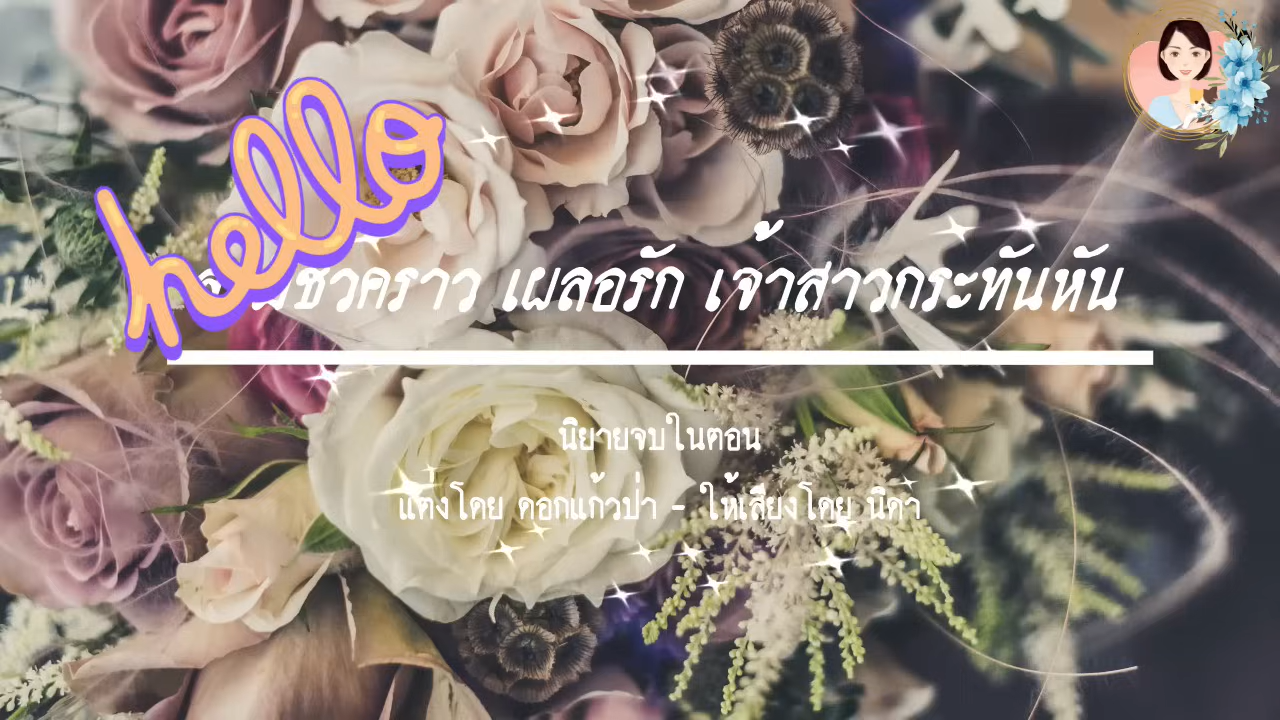 hello
เผลอรัก เจ้าสาวกระทันหัน
นิยายจบในตอน
แต่งโดย ดอกแก้วป่า - ให้เสียงโดย นิดา